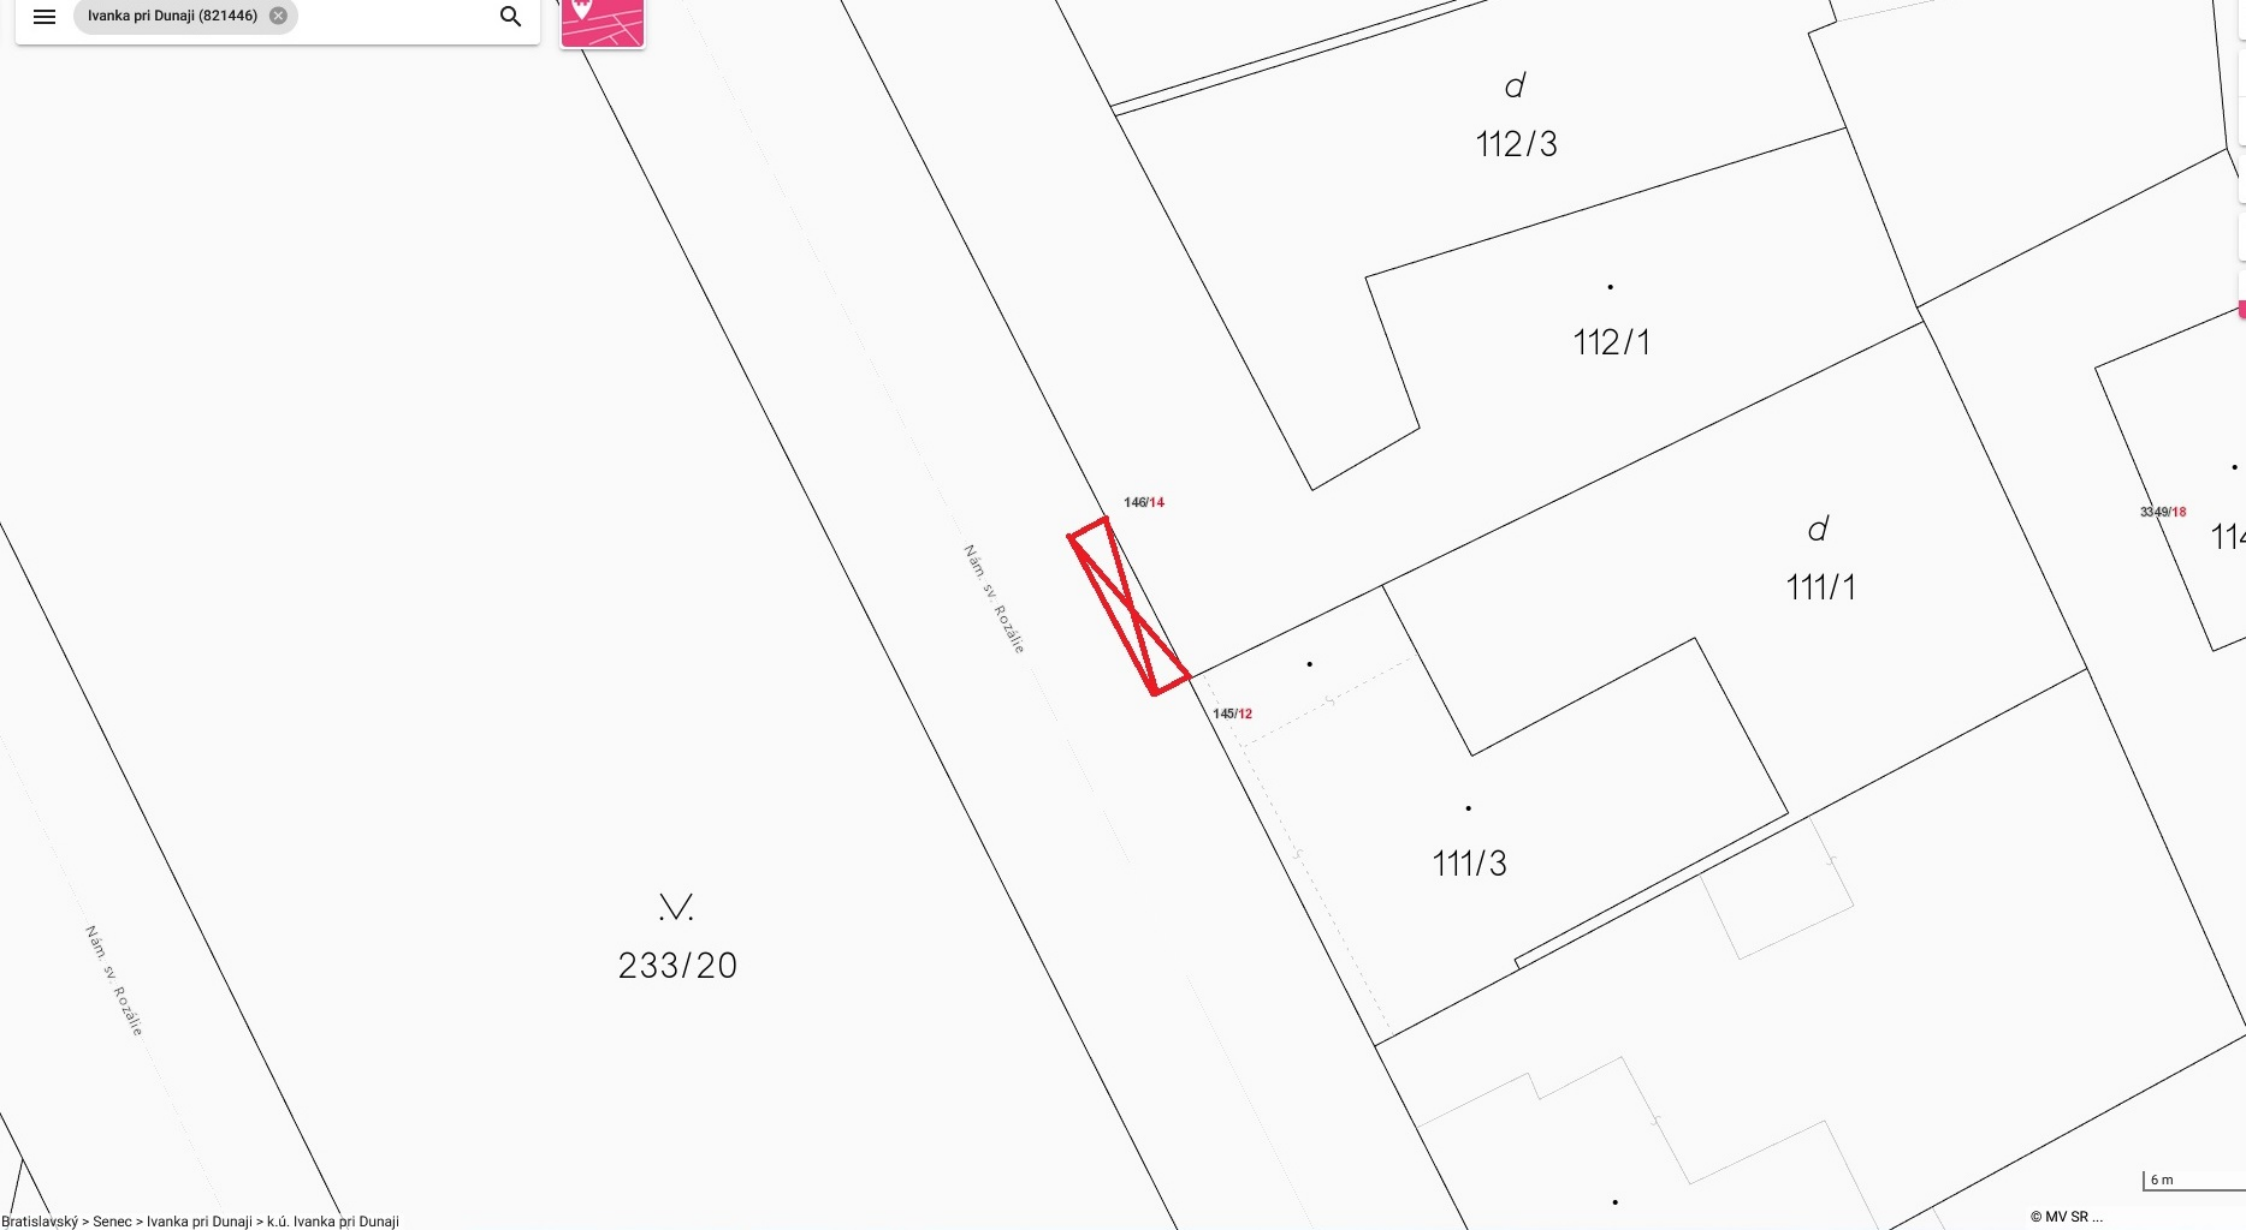 Ivanka pri Dunaji (821446)
d
112/3
112/1
146/14
d
3349/18
111/1
Nám. sv. Rozálie
145/12
111/3
233/20
Nám. sv. Rozálie
6 m
© MV SR ...
Bratislavský > Senec > Ivanka pri Dunaji > k.ú. Ivanka pri Dunaji